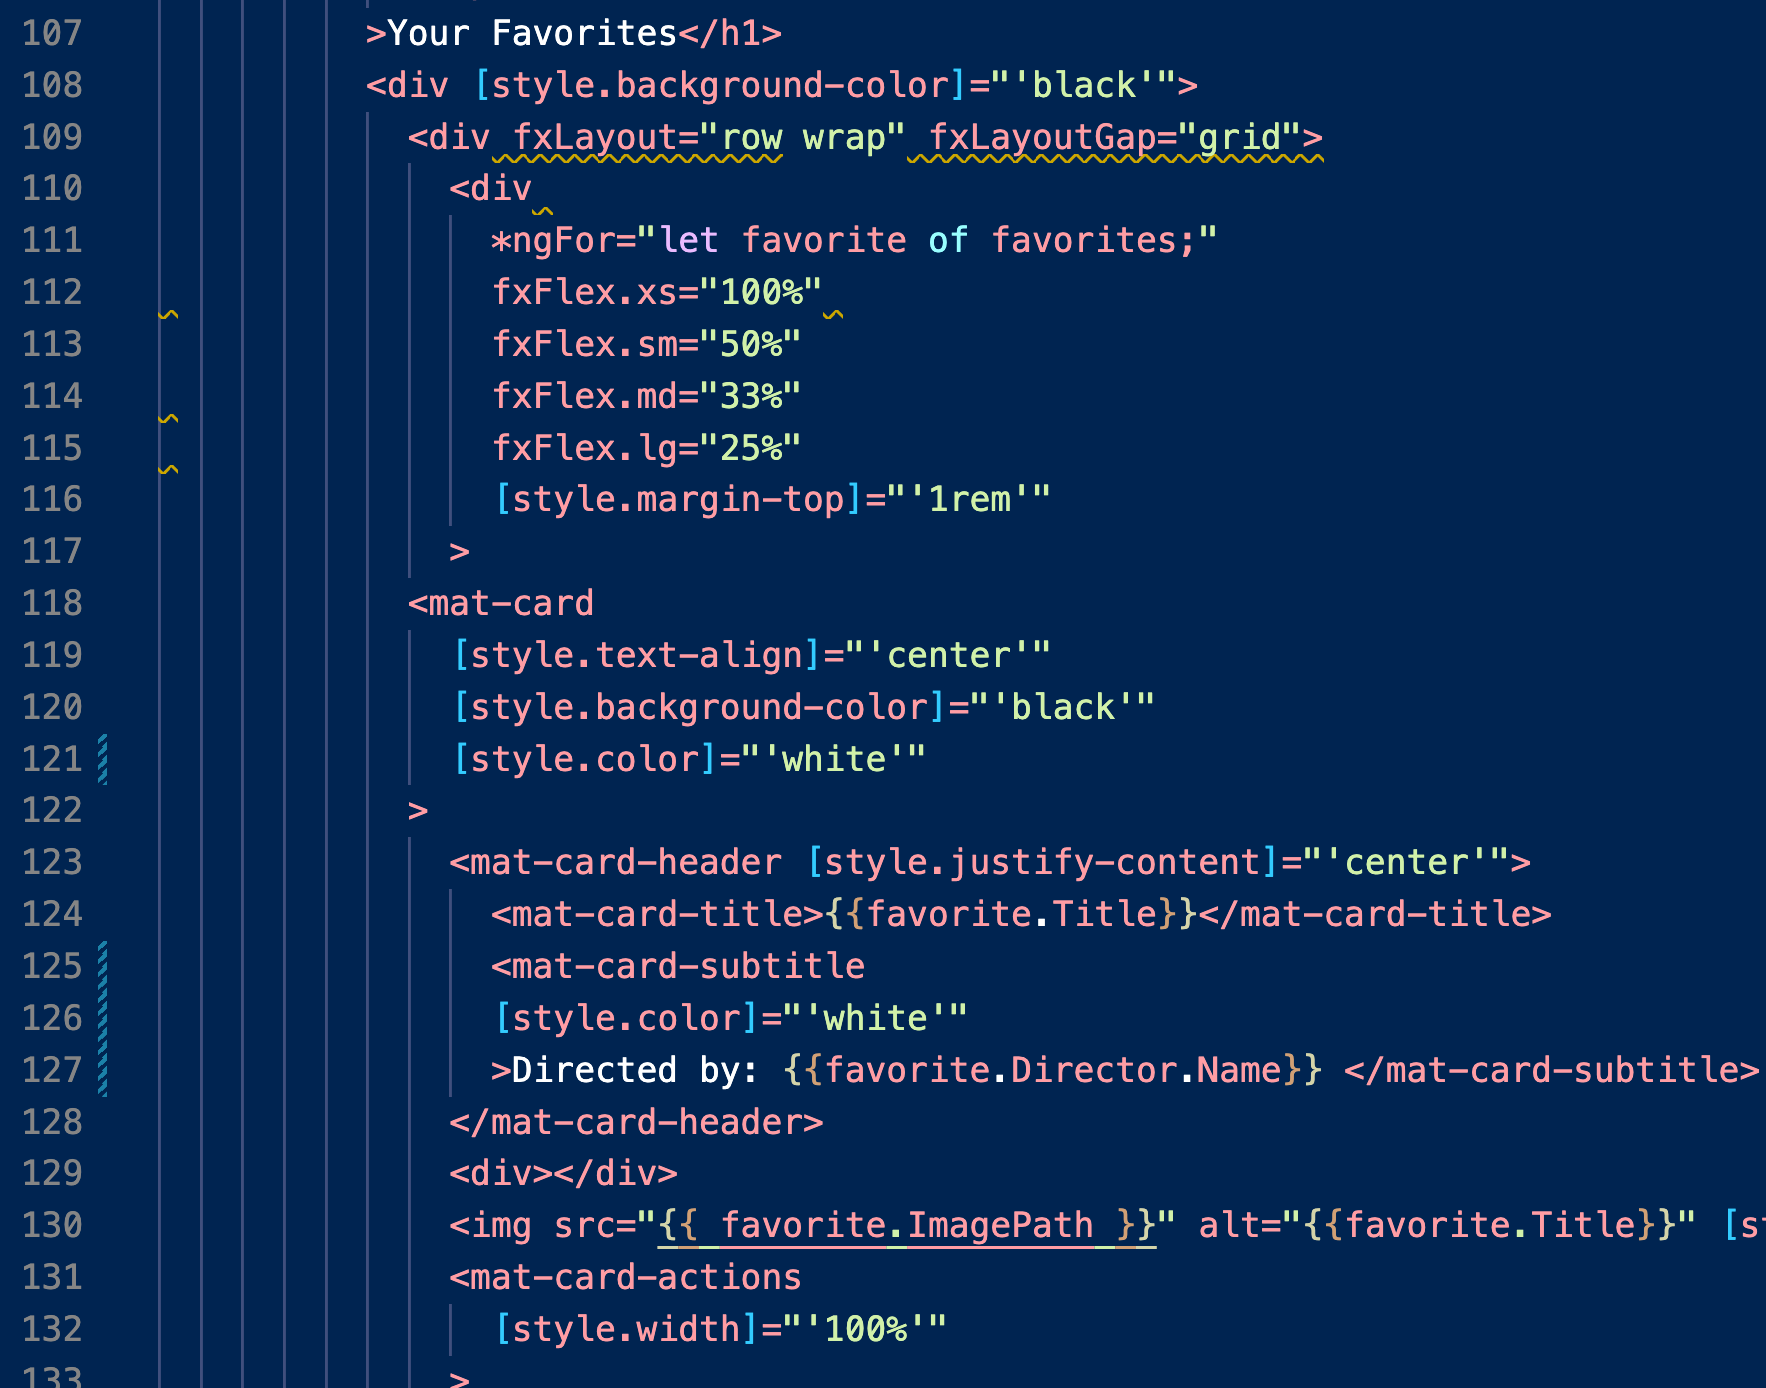 107 >Your Favorites</h1>
108 <div [style.background-color]="'black'">
109 <div fxLayout="row wrap" fxLayoutGap="grid">
110 <div
111 *ngFor="let favorite of favorites;"
112 fxFlex.xs="100%"
113 fxFlex.sm="50%"
114 fxFlex.md="33%"
115 fxFlex.lg="25%"
116 [style.margin-top]="'1rem'"
117 >
118 <mat-card
119 [style.text-align]="'center'"
120 [style.background-color]="'black'"
121 [style.color]="'white'"
122 >
123 <mat-card-header [style.justify-content]="'center'">
124 <mat-card-title>{{favorite.Title}}</mat-card-title>
125 <mat-card-subtitle
126 [style.color]="'white'"
127 >Directed by: {{favorite.Director.Name}} </mat-card-subtitle>
128 </mat-card-header>
129 <div></div>
130 <img src="{{ favorite.ImagePath }}" alt="{{favorite.Title}}" [s
131 <mat-card-actions
132 [style.width]="'100%'"
133 >